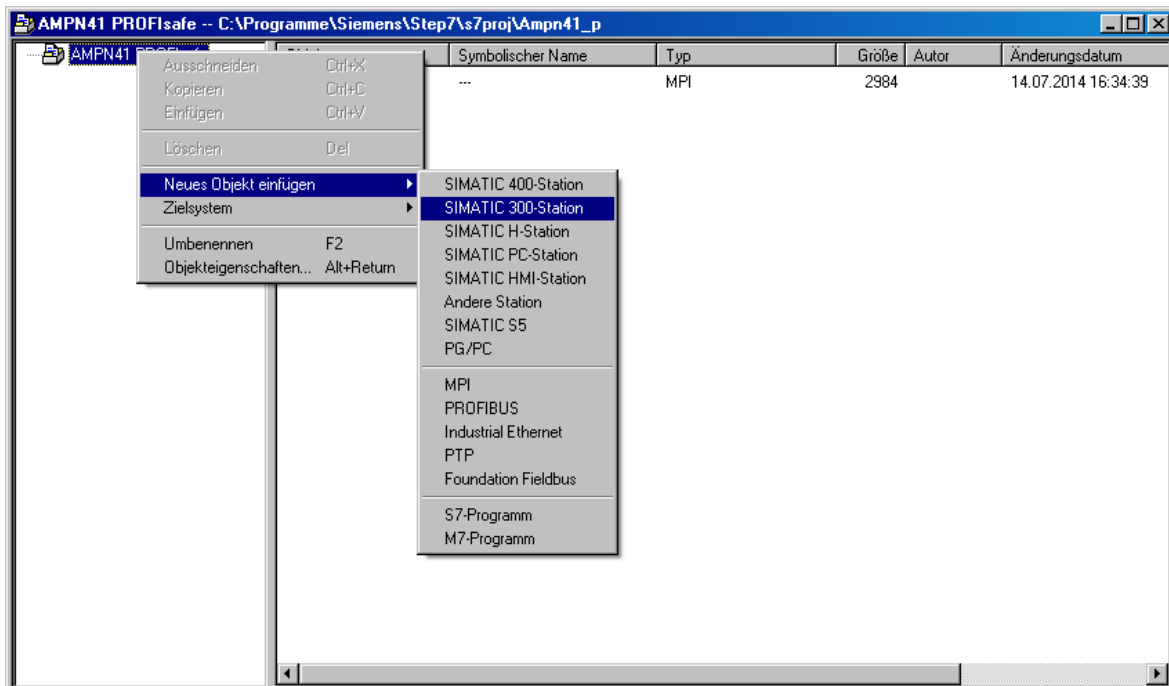 AMPN41 PROFIsafe -- C:\Programme\Siemens\Step7\s7proj\Ampn41_p
AMPN41
Symbolischer Name Typ Größe Autor Änderungsdatum
--- MPI 2984 14.07.2014 16:34:39
Ausschneiden Ctrl+X
Kopieren Ctrl+C
Einfügen Ctrl+V
Löschen Del
Neues Objekt einfügen
Zielsystem
Umbenennen F2
Objekteigenschaften... Alt+Return
SIMATIC 400-Station
SIMATIC 300-Station
SIMATIC H-Station
SIMATIC PC-Station
SIMATIC HMI-Station
Andere Station
SIMATIC S5
PG/PC
MPI
PROFIBUS
Industrial Ethernet
PTP
Foundation Fieldbus
S7-Programm
M7-Programm